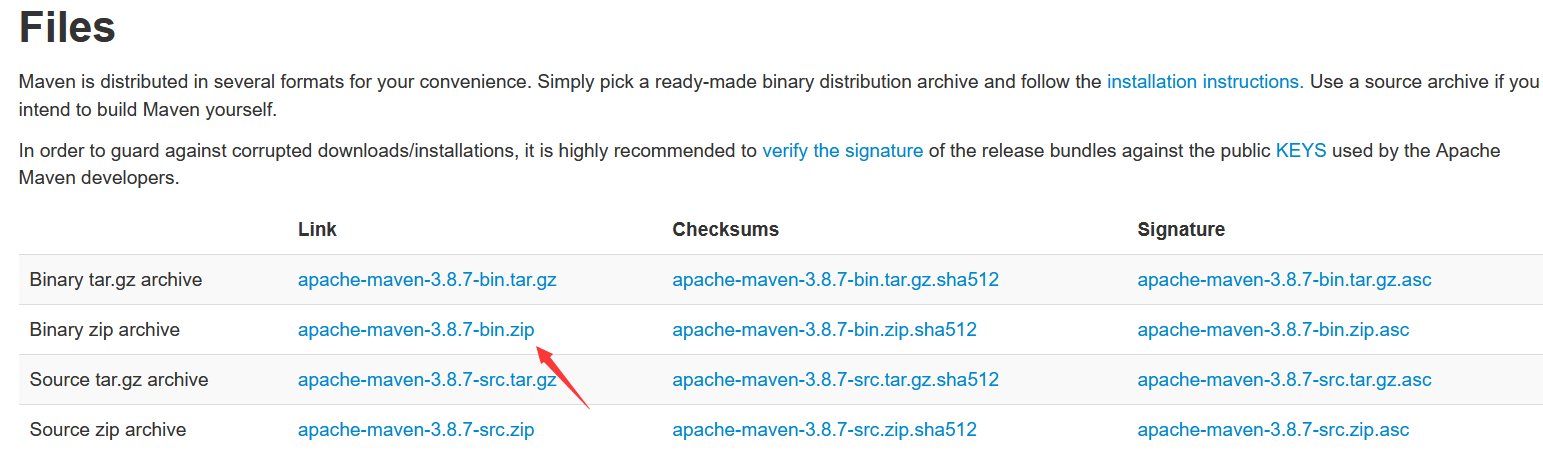 Files
Maven is distributed in several formats for your convenience. Simply pick a ready-made binary distribution archive and follow the installation instructions. Use a source archive if you
intend to build Maven yourself.
In order to guard against corrupted downloads/installations, it is highly recommended to verify the signature of the release bundles against the public KEYS used by the Apache
Maven developers.
Link Checksums Signature
Binary tar.gz archive apache-maven-3.8.7-bin.tar.gz apache-maven-3.8.7-bin.tar.gz.sha512 apache-maven-3.8.7-bin.tar.gz.asc
Binary zip archive apache-maven-3.8.7-bin.zip apache-maven-3.8.7-bin.zip.sha512 apache-maven-3.8.7-bin.zip.asc
Source tar.gz archive apache-maven-3.8.7-src.tar.gz apache-maven-3.8.7-src.tar.gz.sha512 apache-maven-3.8.7-src.tar.gz.asc
Source zip archive apache-maven-3.8.7-src.zip apache-maven-3.8.7-src.zip.sha512 apache-maven-3.8.7-src.zip.asc